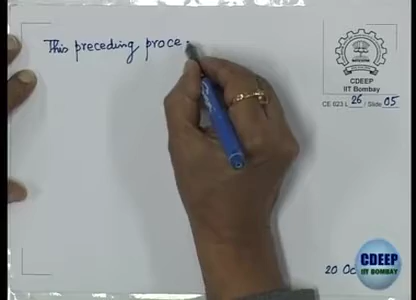 This preceding proce
CDEEP
IIT Bombay
CE 623 L 26 / Slide 05
20 Oc
CDEEP
IIT BOMBAY